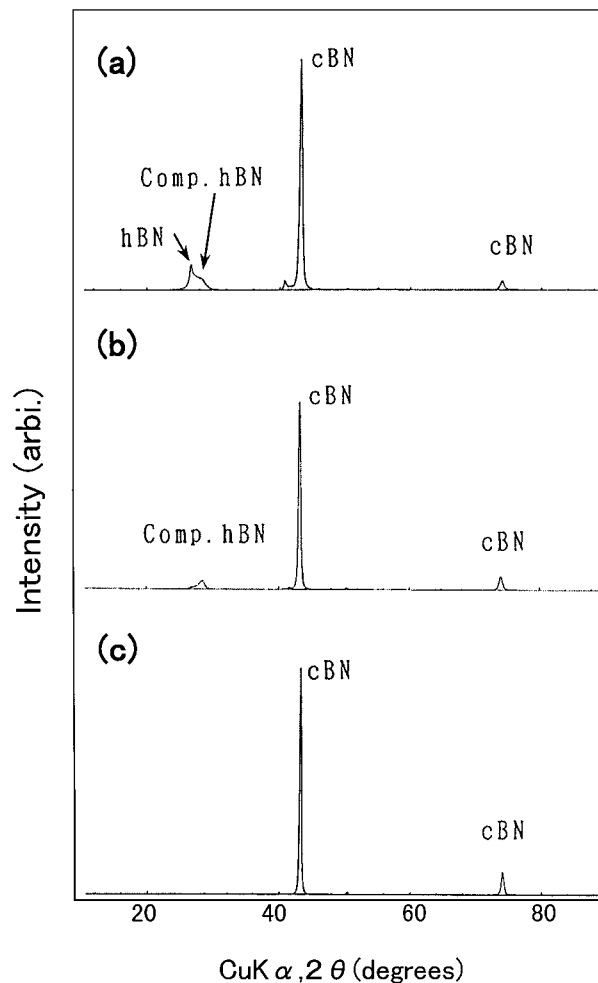 (a)
cBN
Comp.hBN
hBN
cBN
(b)
cBN
Comp.hBN
cBN
(c)
cBN
cBN
Intensity (arbi.)
20 40 60 80
CuK α,2 θ (degrees)